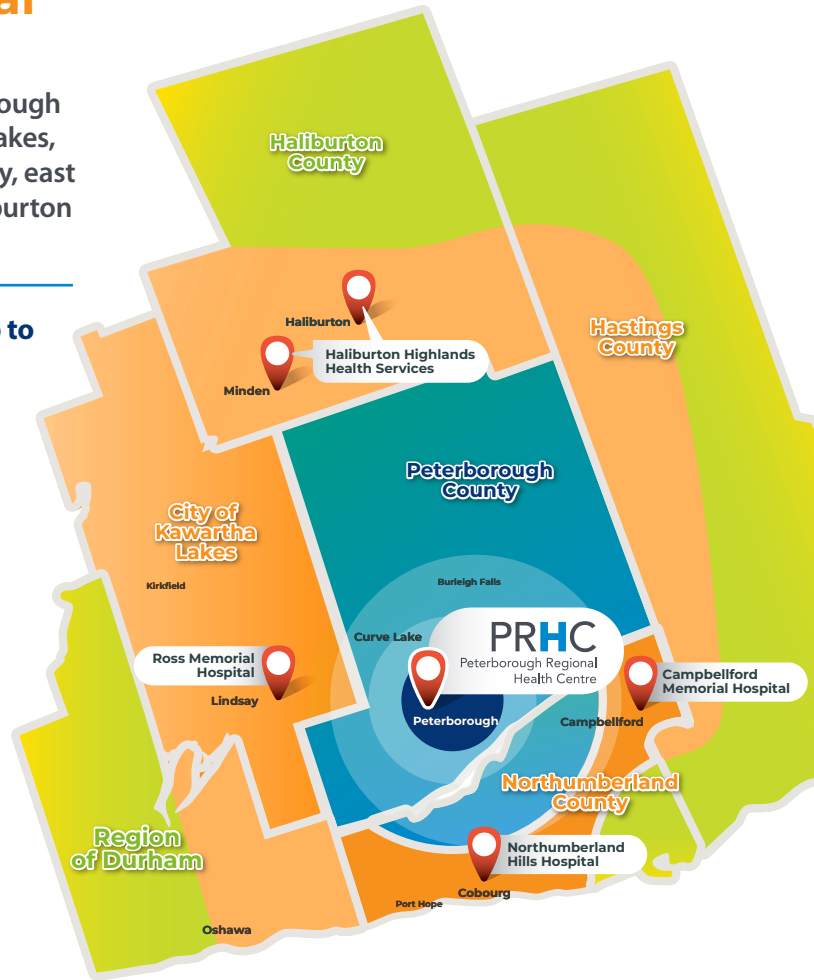 al
ough
akes,
y, east
burton
to
Haliburton
County
Haliburton
Hastings
County
Haliburton Highlands
Health Services
Minden
Peterborough
County
City of
Kawartha
Lakes
Kirkfield
Burleigh Falls
Curve Lake
PRHC
Peterborough Regional
Health Centre
Ross Memorial
Hospital
Campbellford
Memorial Hospital
Lindsay
Peterborough
Campbellford
Northumberland
County
Region
of Durham
Northumberland
Hills Hospital
Cobourg
Port Hope
Oshawa